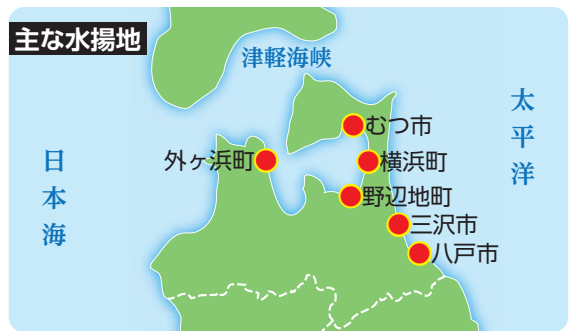 主な水揚地
津軽海峡
太平洋
むつ市
外ヶ浜町
横浜町
日本海
野辺地町
三沢市
八戸市